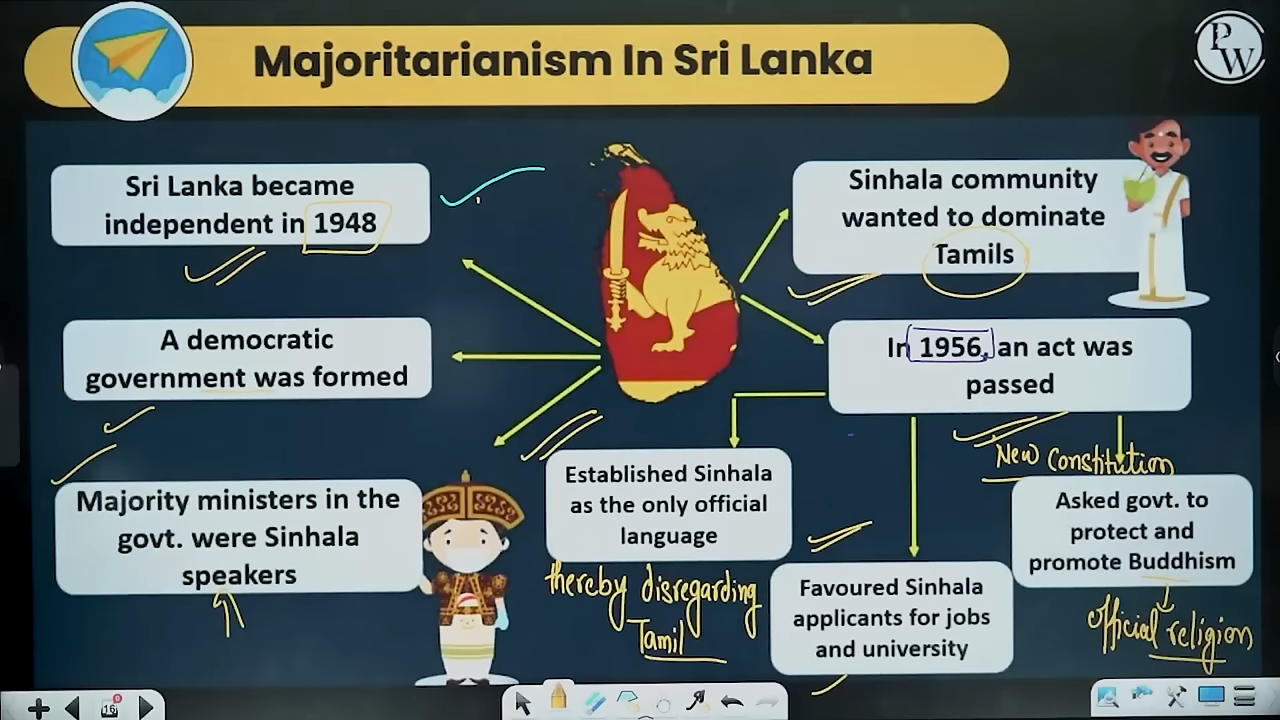 Majoritarianism In Sri Lanka
P
W
Sri Lanka became
independent in 1948
A democratic
government was formed
Majority ministers in the
govt. were Sinhala
speakers
Sinhala community
wanted to dominate
Tamils
In 1956, an act was
passed
New Constitution
Established Sinhala
as the only official
language
thereby disregarding
Tamil
Favoured Sinhala
applicants for jobs
and university
Asked govt. to
protect and
promote Buddhism
official religion
16